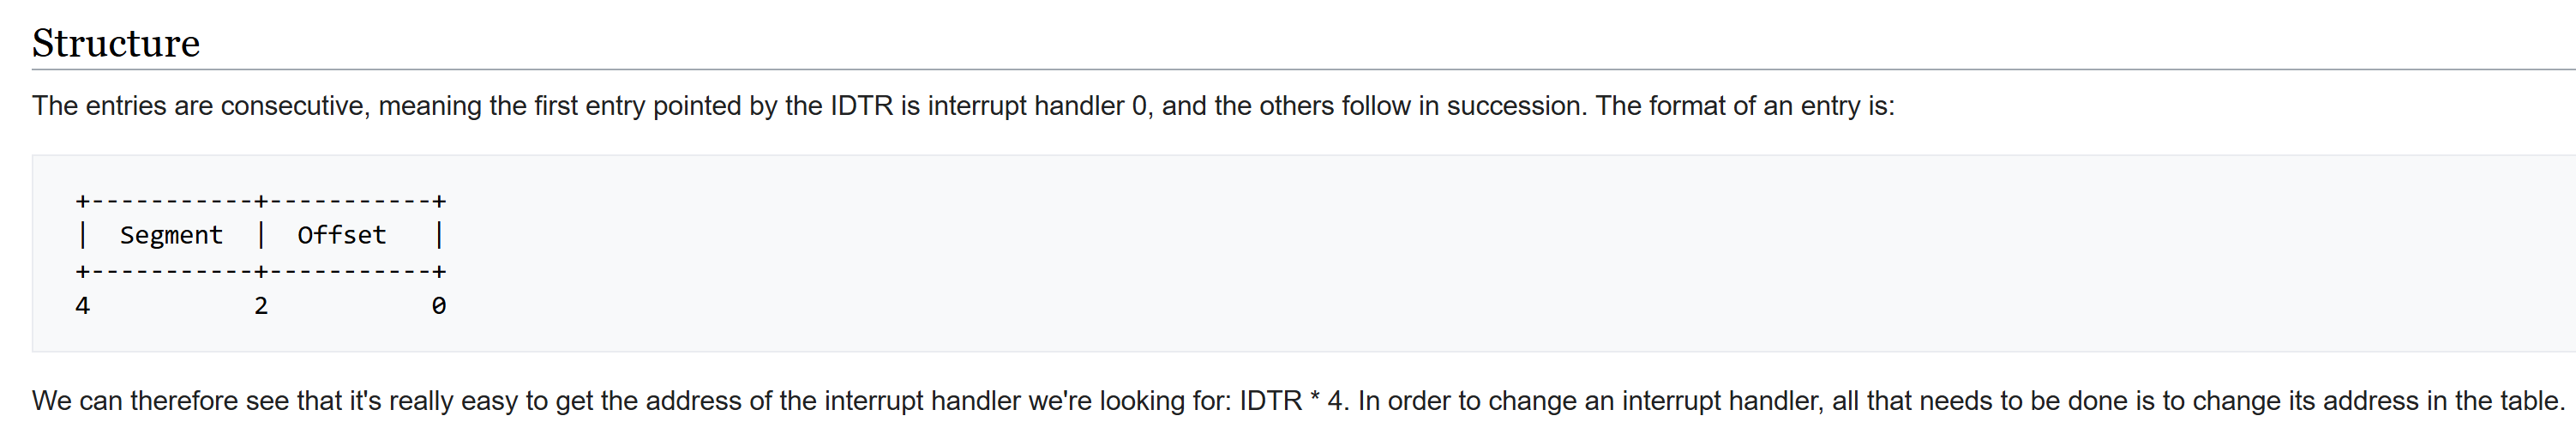 Structure
The entries are consecutive, meaning the first entry pointed by the IDTR is interrupt handler 0, and the others follow in succession. The format of an entry is:
+-----------+-----------+
|  Segment  |  Offset   |
+-----------+-----------+
4           2           0
We can therefore see that it's really easy to get the address of the interrupt handler we're looking for: IDTR * 4. In order to change an interrupt handler, all that needs to be done is to change its address in the table.